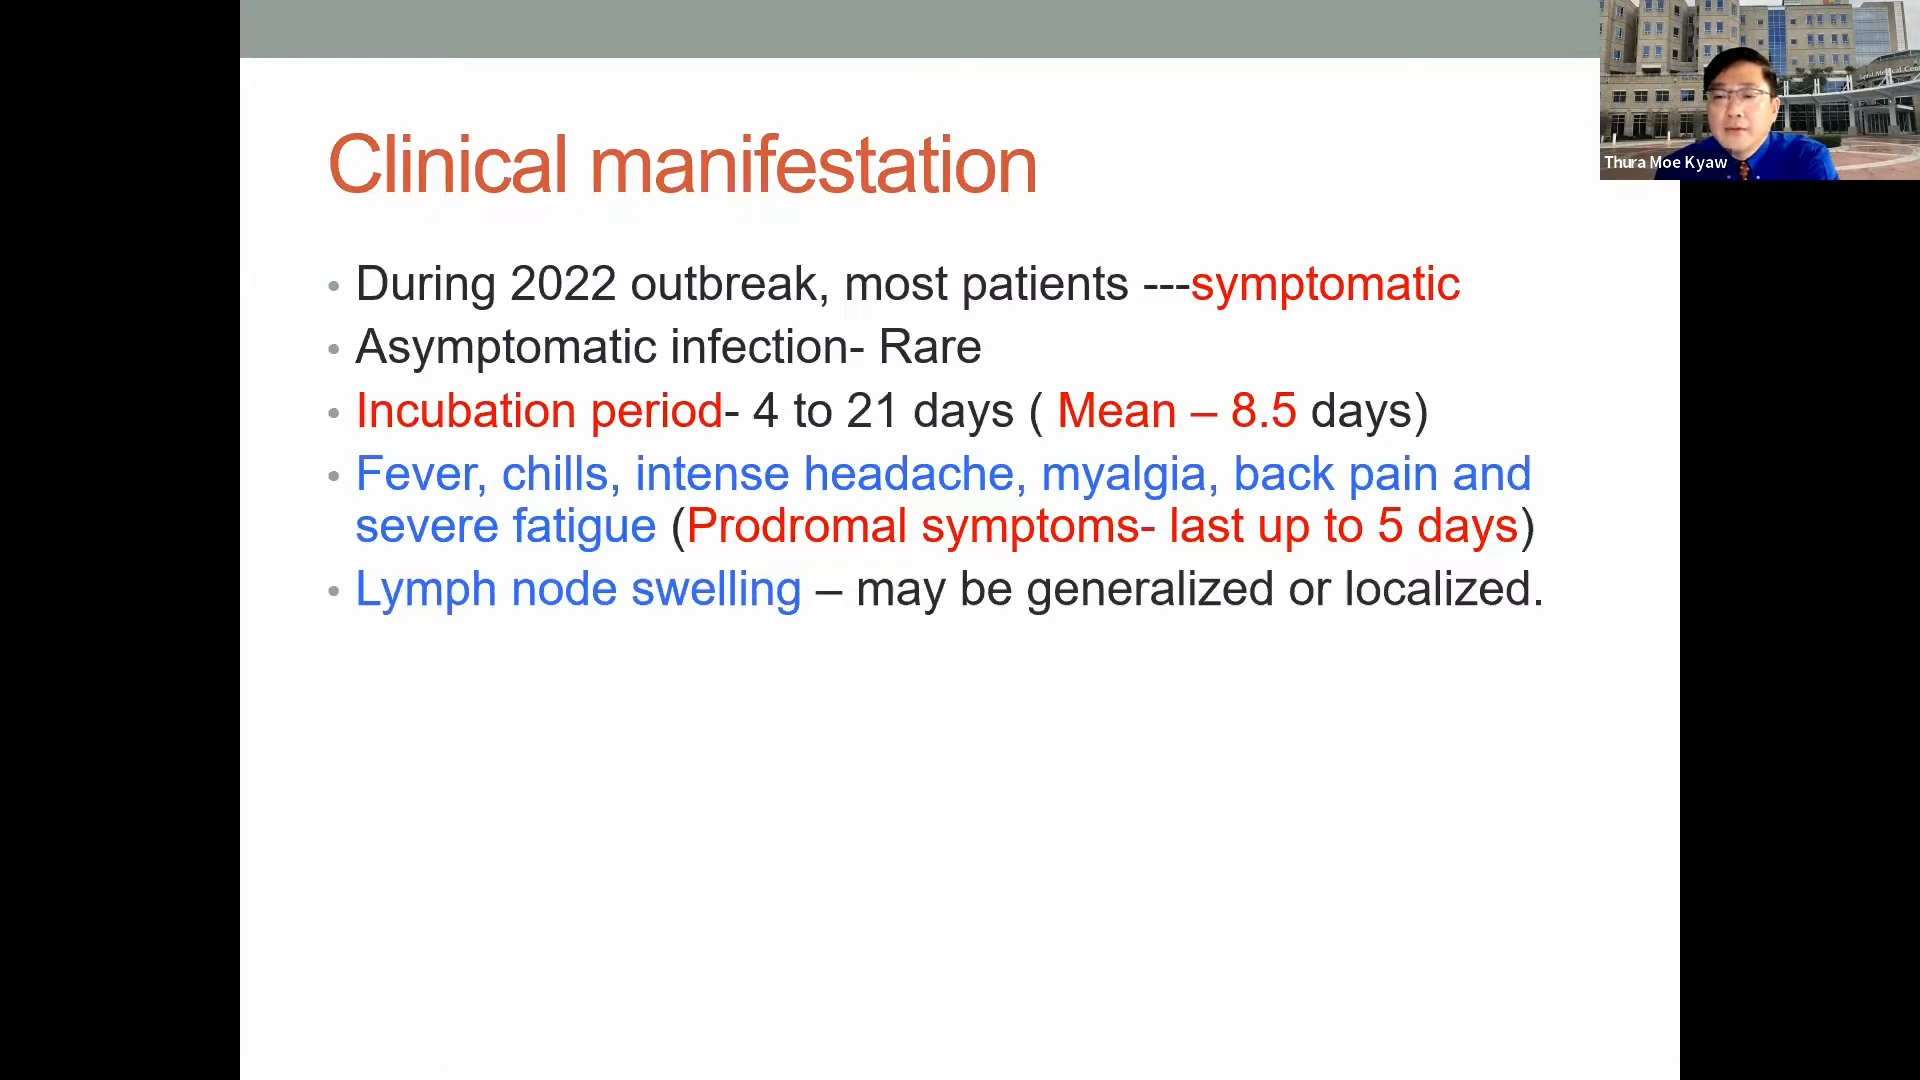 Clinical manifestation
• During 2022 outbreak, most patients ---symptomatic
• Asymptomatic infection- Rare
• Incubation period- 4 to 21 days ( Mean – 8.5 days)
• Fever, chills, intense headache, myalgia, back pain and
severe fatigue (Prodromal symptoms- last up to 5 days)
• Lymph node swelling – may be generalized or localized.
Thura Moe Kyaw